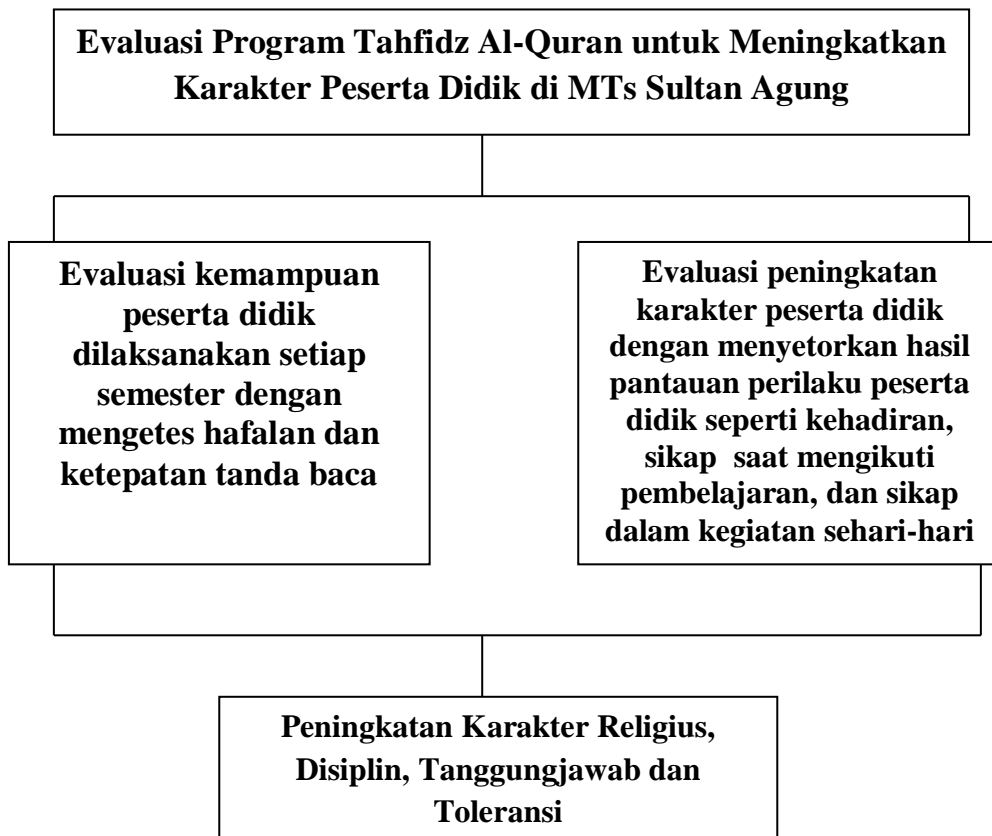 Evaluasi Program Tahfidz Al-Quran untuk Meningkatkan
Karakter Peserta Didik di MTs Sultan Agung
Evaluasi kemampuan
peserta didik
dilaksanakan setiap
semester dengan
mengetes hafalan dan
ketepatan tanda baca
Evaluasi peningkatan
karakter peserta didik
dengan menyetorkan hasil
pantauan perilaku peserta
didik seperti kehadiran,
sikap saat mengikuti
pembelajaran, dan sikap
dalam kegiatan sehari-hari
Peningkatan Karakter Religius,
Disiplin, Tanggungjawab dan
Toleransi